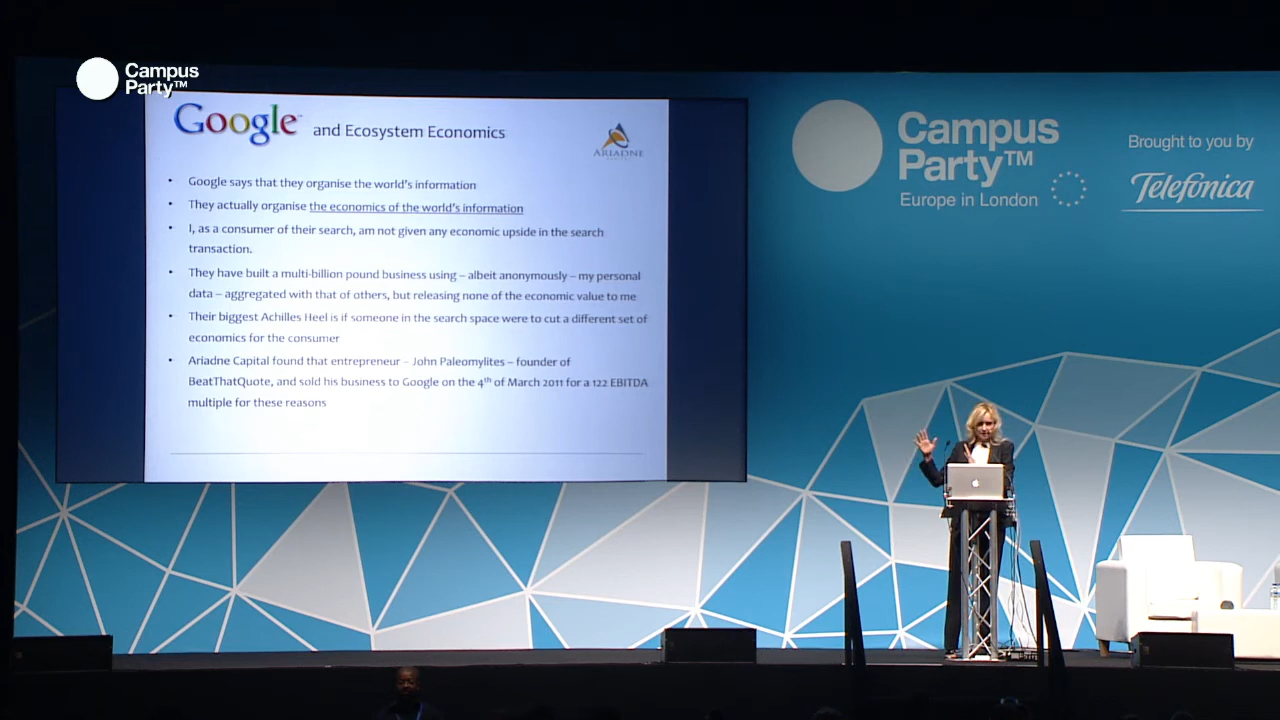 Campus
Party™
Google™ and Ecosystem Economics
ARIADNE
• Google says that they organise the world's information
• They actually organise the economics of the world's information
• I, as a consumer of their search, am not given any economic upside in the search
transaction.
• They have built a multi-billion pound business using – albeit anonymously – my personal
data – aggregated with that of others, but releasing none of the economic value to me
• Their biggest Achilles Heel is if someone in the search space were to cut a different set of
economics for the consumer
• Ariadne Capital found that entrepreneur – John Paleomylites – founder of
BeatThatQuote, and sold his business to Google on the 4th of March 2011 for a 122 EBITDA
multiple for these reasons
Campus
Party™
Europe in London
Brought to you by
Telefónica